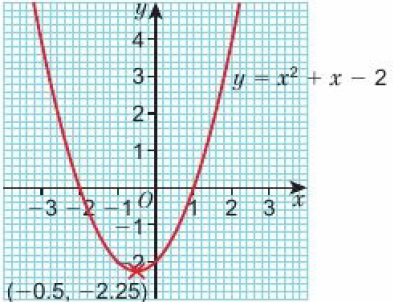 y
4
3
y = x² + x − 2
2
1
−3 −2 −1 O 1 2 3 x
−1
−2
(−0.5, −2.25)